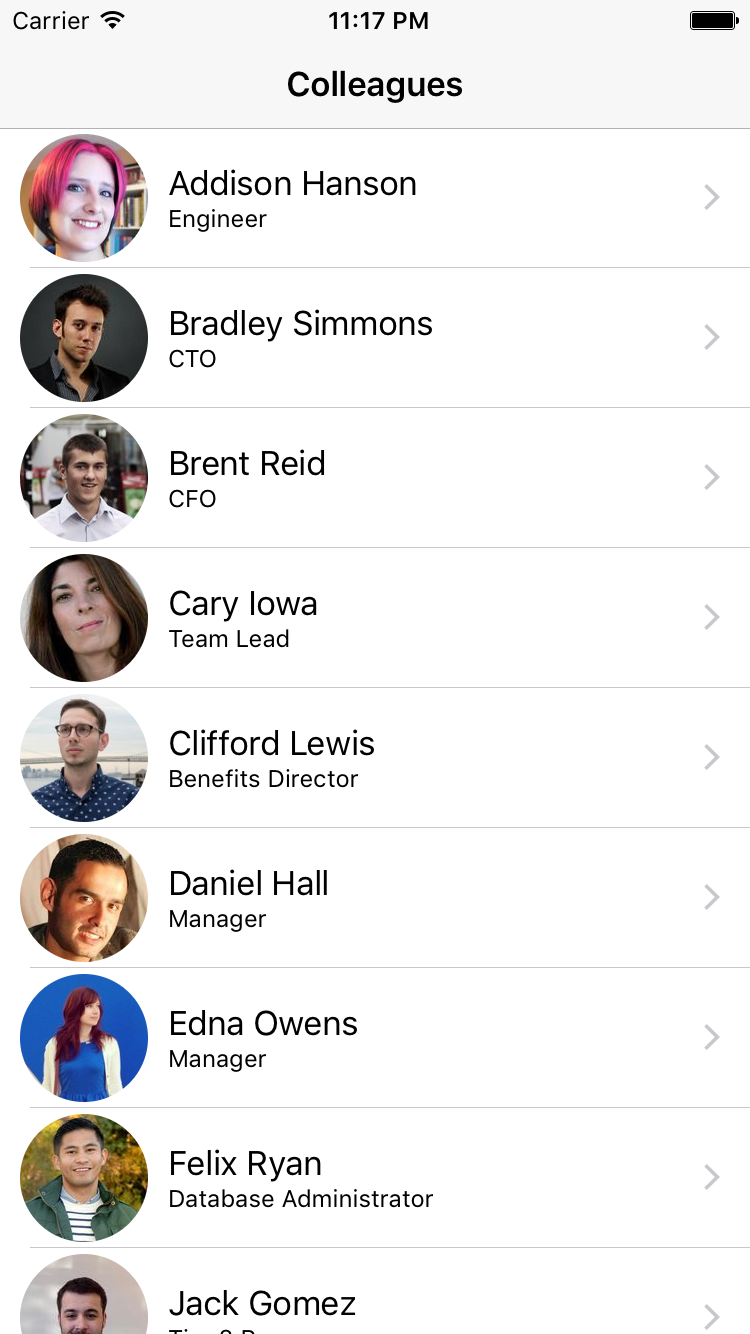 Carrier 11:17 PM
Colleagues
Addison Hanson
Engineer
Bradley Simmons
CTO
Brent Reid
CFO
Cary Iowa
Team Lead
Clifford Lewis
Benefits Director
Daniel Hall
Manager
Edna Owens
Manager
Felix Ryan
Database Administrator
Jack Gomez